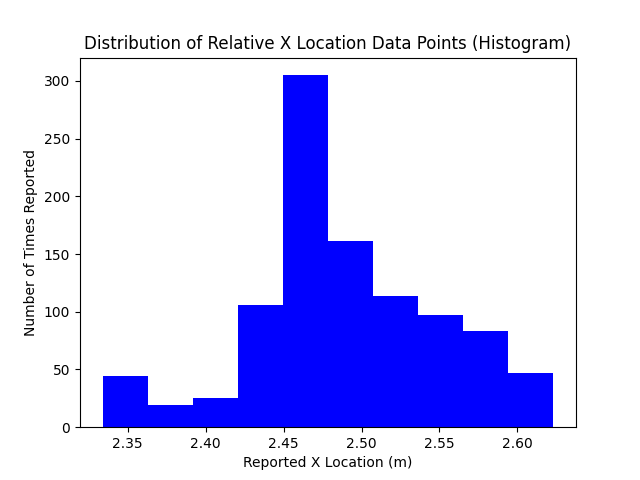 Distribution of Relative X Location Data Points (Histogram)
Number of Times Reported
300
250
200
150
100
50
0
2.35 2.40 2.45 2.50 2.55 2.60
Reported X Location (m)